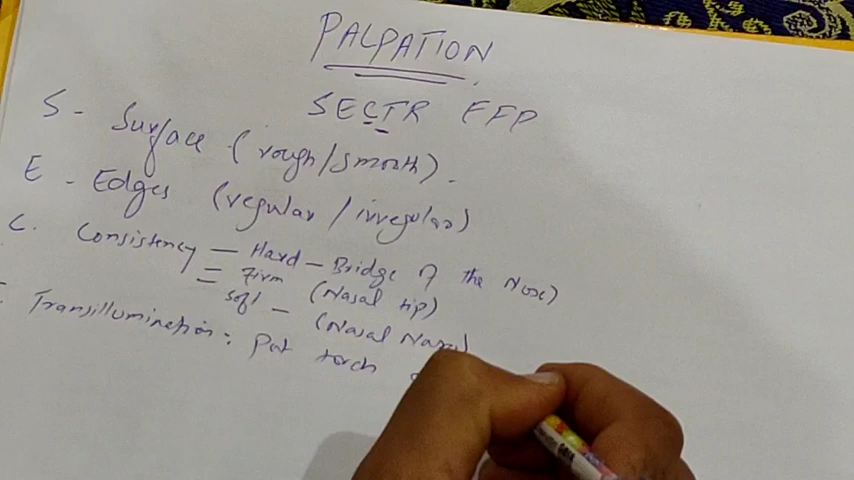 PALPATION
SECTR FFP
S - Surface (rough/smooth).
E - Edges (regular / irregular)
C. Consistency - Hard - Bridge of the Nose)
= Firm (Nasal tip)
soft - (Nasal
Transillumination: Put torch